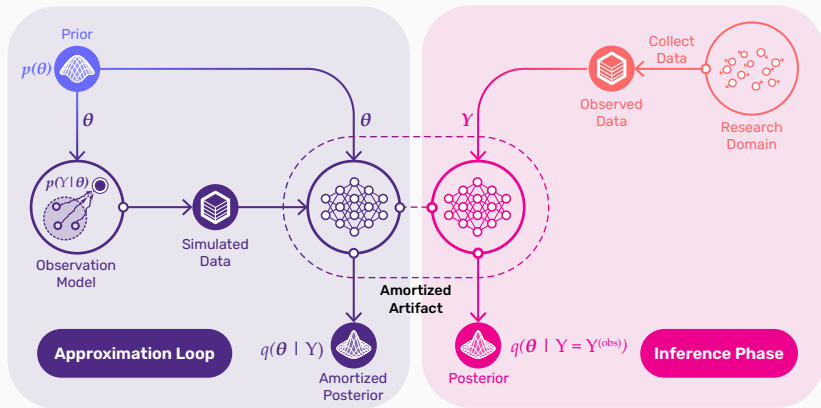 Prior
p(θ)
θ
θ
p(Y | θ)
Observation
Model
Simulated
Data
q(θ | Y)
Amortized
Posterior
Approximation Loop
Amortized
Artifact
Collect
Data
Observed
Data
Research
Domain
Y
Posterior
q(θ | Y = Y(obs))
Inference Phase